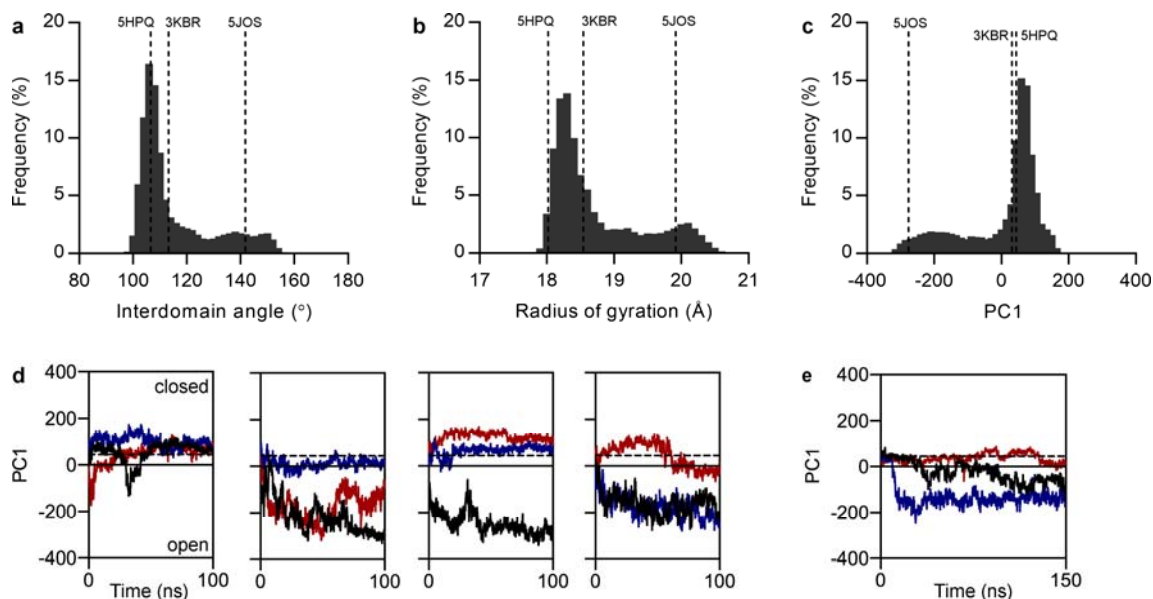 a
5HPQ 3KBR 5JOS
Frequency (%)
20
15
10
5
0
80 100 120 140 160 180
Interdomain angle (°)
b
5HPQ 3KBR 5JOS
Frequency (%)
20
15
10
5
0
17 18 19 20 21
Radius of gyration (Å)
c
5JOS 3KBR 5HPQ
Frequency (%)
20
15
10
5
0
-400 -200 0 200 400
PC1
d
PC1
400
200
0
-200
-400
closed
open
0 100
Time (ns)
0 100
0 100
0 100
e
400
200
0
-200
-400
0 150
Time (ns)